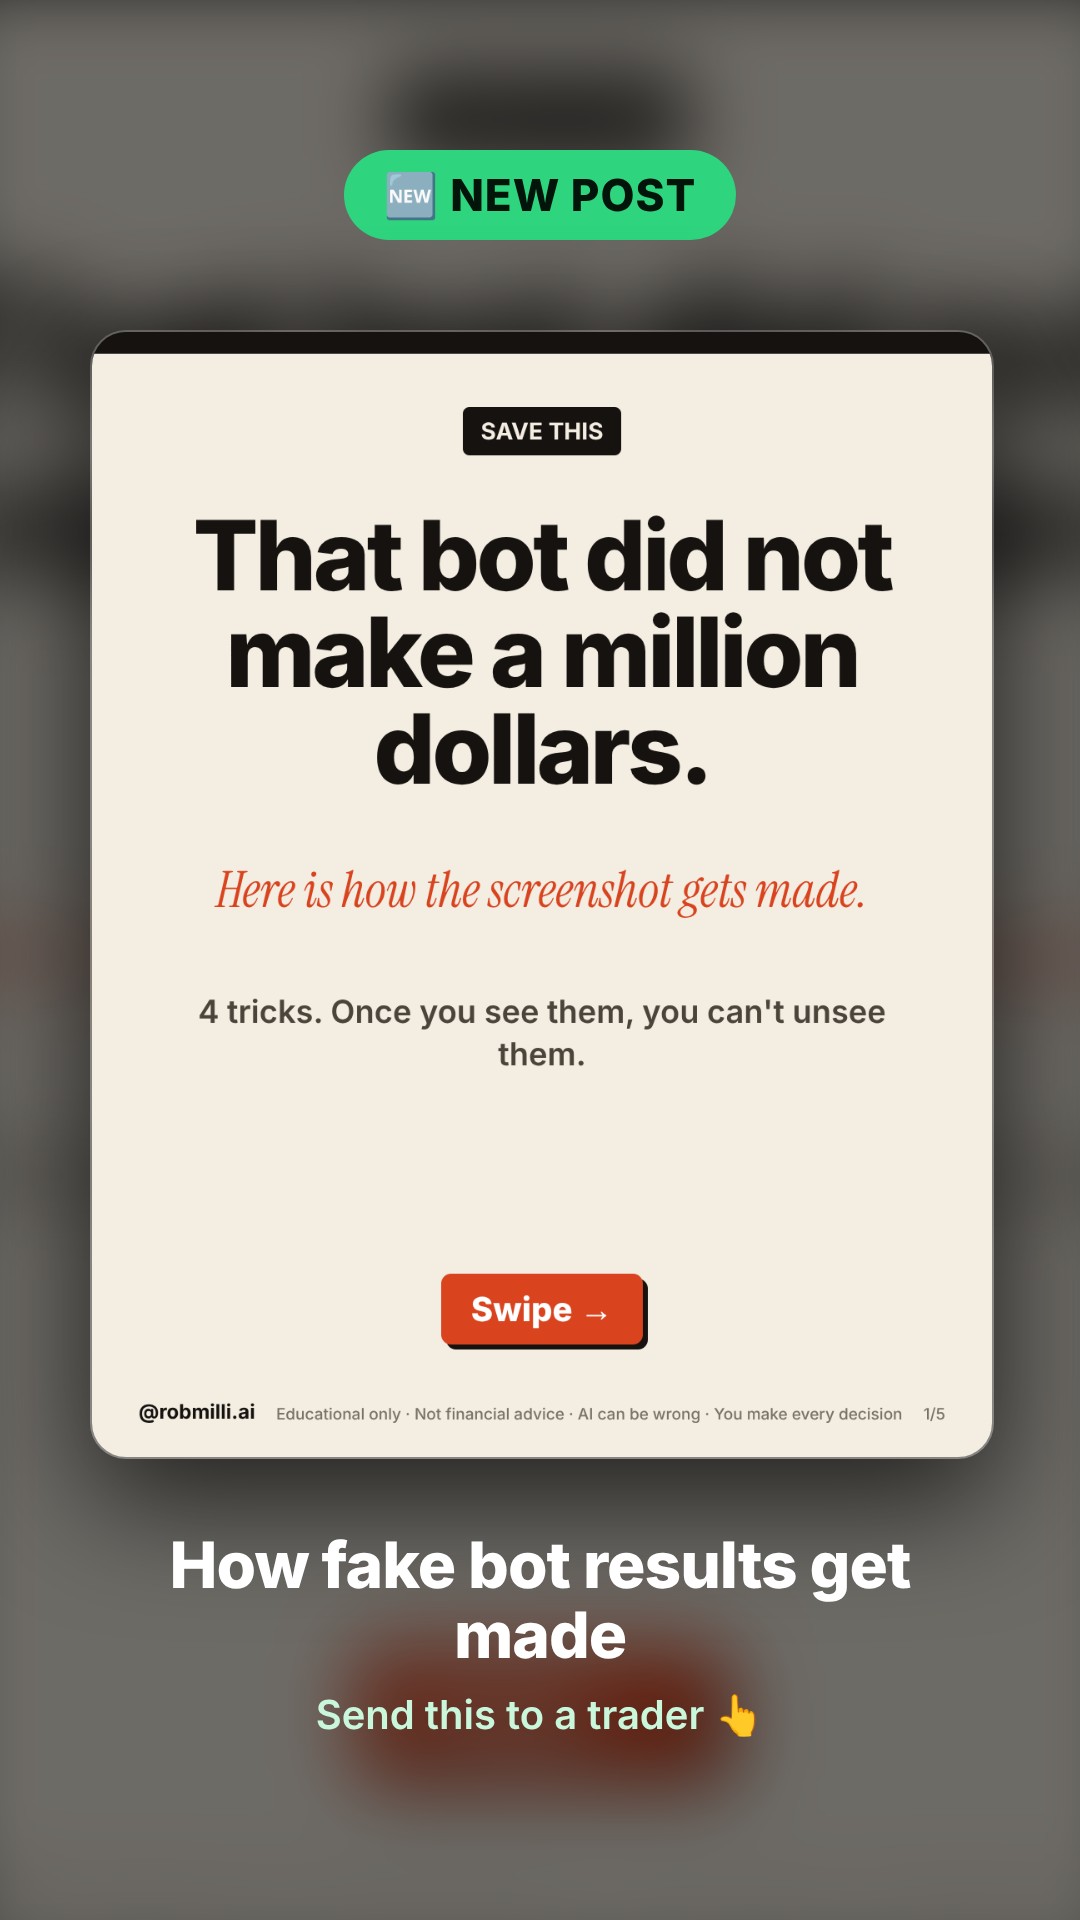 🆕 NEW POST
SAVE THIS
That bot did not
make a million
dollars.
Here is how the screenshot gets made.
4 tricks. Once you see them, you can't unsee
them.
Swipe →
@robmilli.ai Educational only · Not financial advice · AI can be wrong · You make every decision 1/5
How fake bot results get
made
Send this to a trader 👆